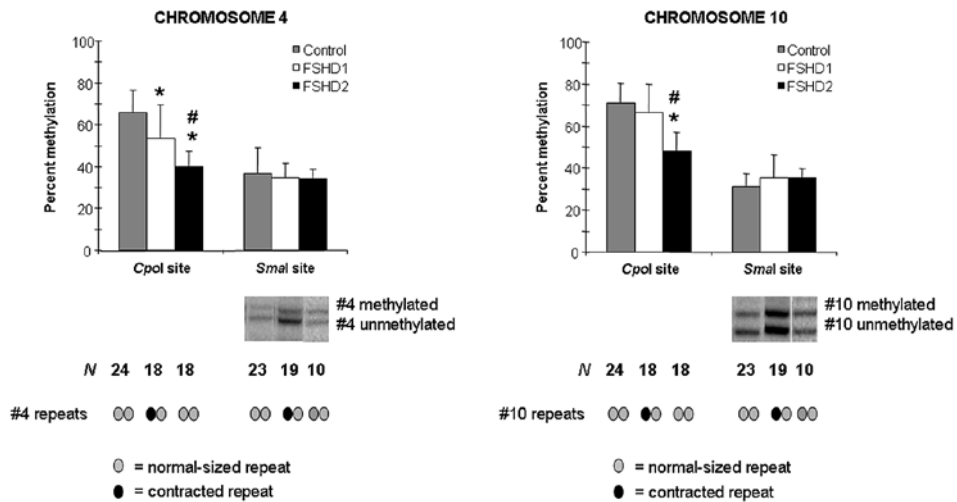 CHROMOSOME 4
Percent methylation
100
80
60
40
20
0
Control
FSHD1
FSHD2
*
#
*
CpoI site
SmaI site
#4 methylated
#4 unmethylated
N 24 18 18 23 19 10
#4 repeats
= normal-sized repeat
= contracted repeat
CHROMOSOME 10
Percent methylation
100
80
60
40
20
0
Control
FSHD1
FSHD2
#
*
CpoI site
SmaI site
#10 methylated
#10 unmethylated
N 24 18 18 23 19 10
#10 repeats
= normal-sized repeat
= contracted repeat